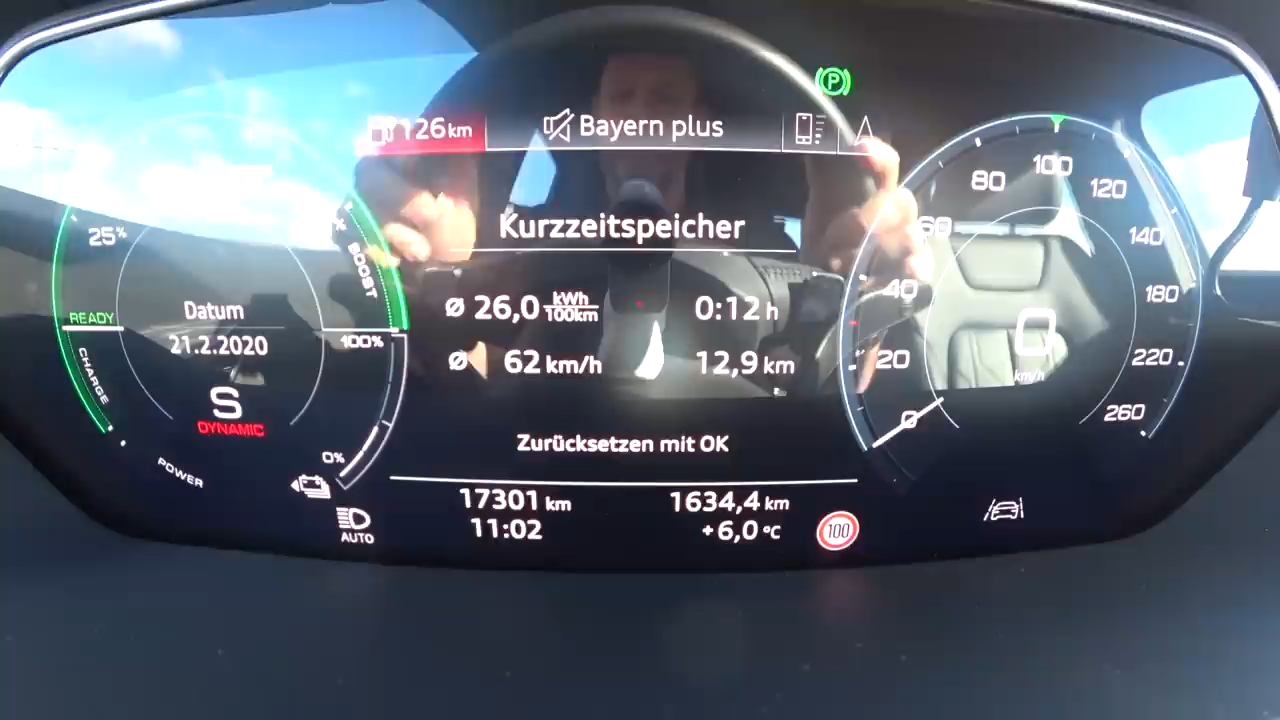 P
126 km
Bayern plus
Kurzzeitspeicher
Ø 26,0 kWh/100km
0:12 h
Ø 62 km/h
12,9 km
Zurücksetzen mit OK
17301 km
1634,4 km
11:02
+6,0 °C
100
25%
BOOST
READY
100%
CHARGE
Datum
21.2.2020
S
DYNAMIC
POWER
0%
AUTO
0
20
40
60
80
100
120
140
180
220
260
0
km/h